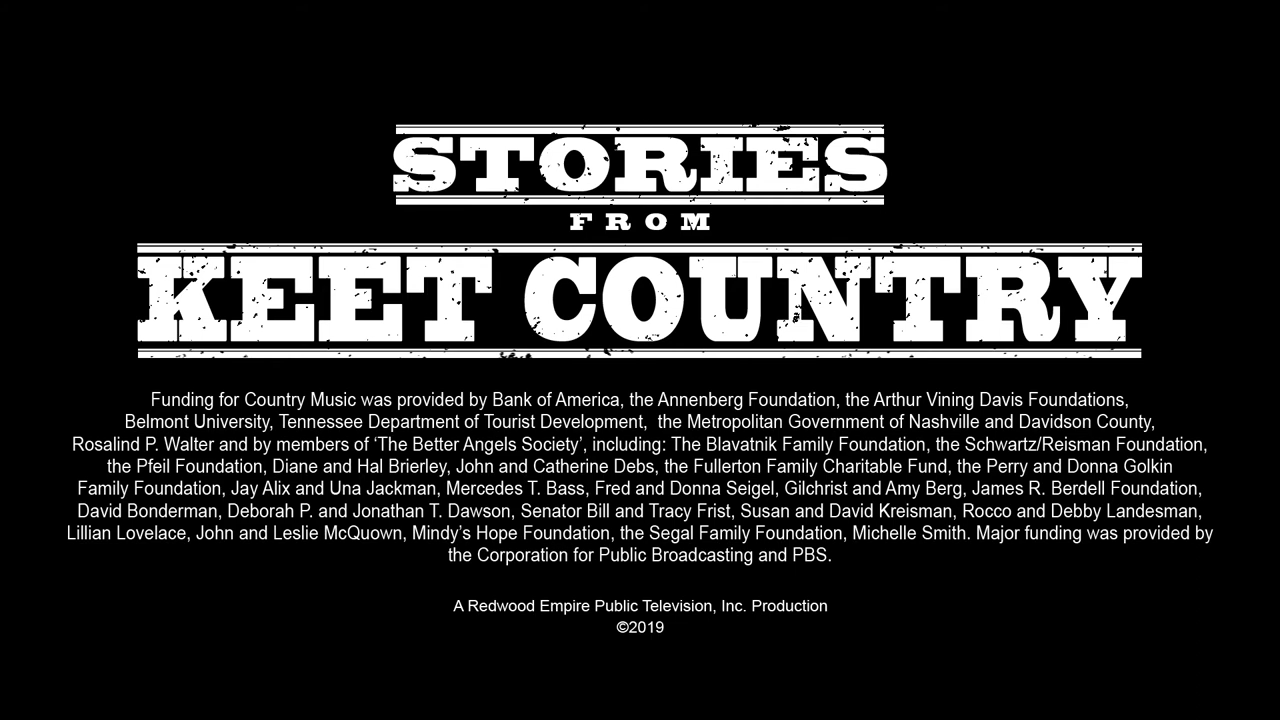 STORIES
FROM
KEET COUNTRY
Funding for Country Music was provided by Bank of America, the Annenberg Foundation, the Arthur Vining Davis Foundations,
Belmont University, Tennessee Department of Tourist Development,  the Metropolitan Government of Nashville and Davidson County,
Rosalind P. Walter and by members of ‘The Better Angels Society’, including: The Blavatnik Family Foundation, the Schwartz/Reisman Foundation,
the Pfeil Foundation, Diane and Hal Brierley, John and Catherine Debs, the Fullerton Family Charitable Fund, the Perry and Donna Golkin
Family Foundation, Jay Alix and Una Jackman, Mercedes T. Bass, Fred and Donna Seigel, Gilchrist and Amy Berg, James R. Berdell Foundation,
David Bonderman, Deborah P. and Jonathan T. Dawson, Senator Bill and Tracy Frist, Susan and David Kreisman, Rocco and Debby Landesman,
Lillian Lovelace, John and Leslie McQuown, Mindy’s Hope Foundation, the Segal Family Foundation, Michelle Smith. Major funding was provided by
the Corporation for Public Broadcasting and PBS.
A Redwood Empire Public Television, Inc. Production
©2019